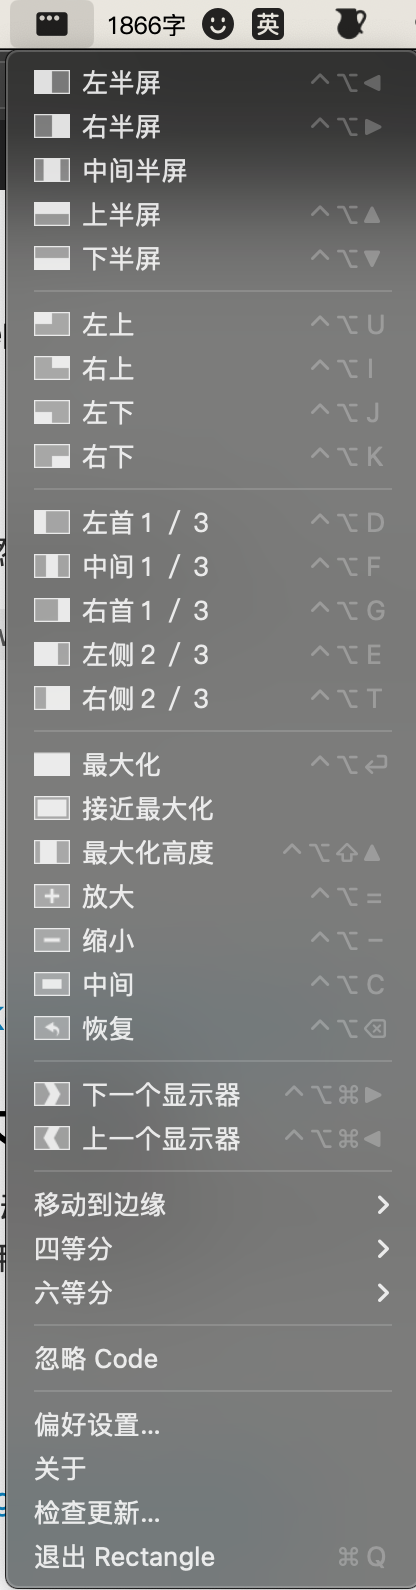 1866字 英
左半屏 ^⌥◀
右半屏 ^⌥▶
中间半屏
上半屏 ^⌥▲
下半屏 ^⌥▼
左上 ^⌥U
右上 ^⌥I
左下 ^⌥J
右下 ^⌥K
左首 1 / 3 ^⌥D
中间 1 / 3 ^⌥F
右首 1 / 3 ^⌥G
左侧 2 / 3 ^⌥E
右侧 2 / 3 ^⌥T
最大化 ^⌥↩
接近最大化
最大化高度 ^⌥⇧▲
放大 ^⌥=
缩小 ^⌥−
中间 ^⌥C
恢复 ^⌥⌫
下一个显示器 ^⌥⌘▶
上一个显示器 ^⌥⌘◀
移动到边缘
四等分
六等分
忽略 Code
偏好设置...
关于
检查更新...
退出 Rectangle ⌘Q